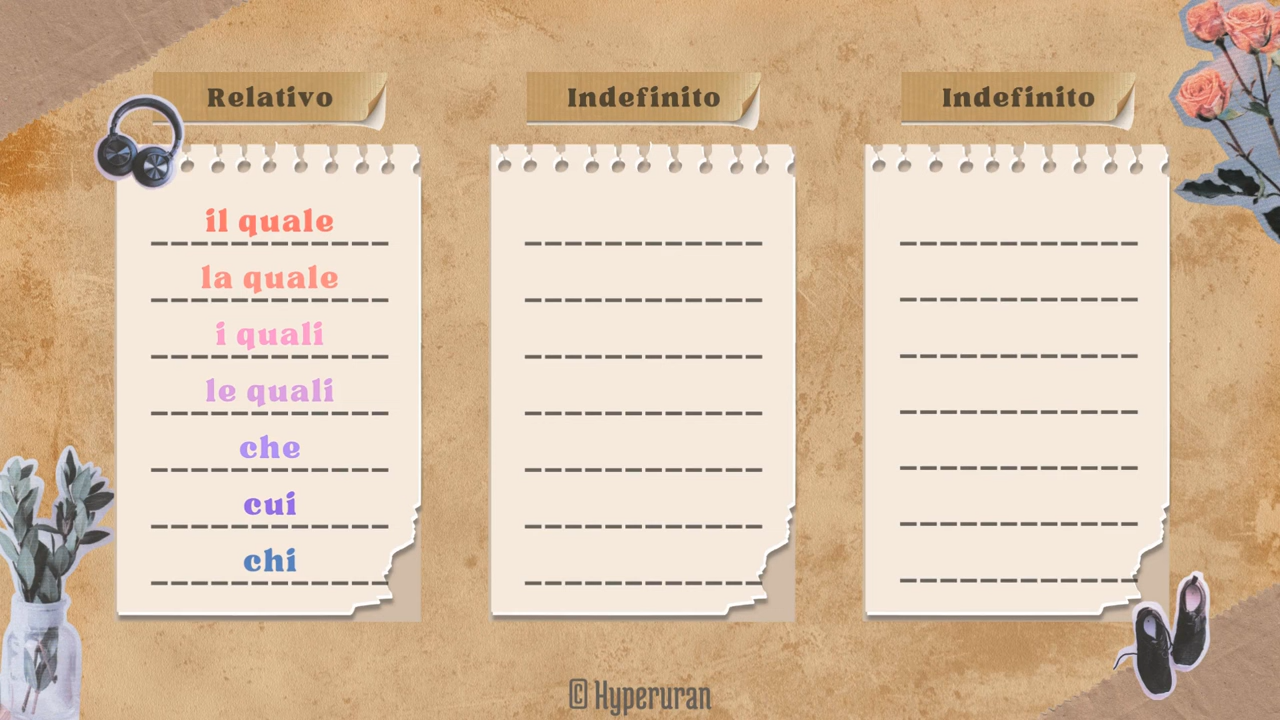 Relativo
il quale
la quale
i quali
le quali
che
cui
chi
Indefinito
Indefinito
© Hyperuran